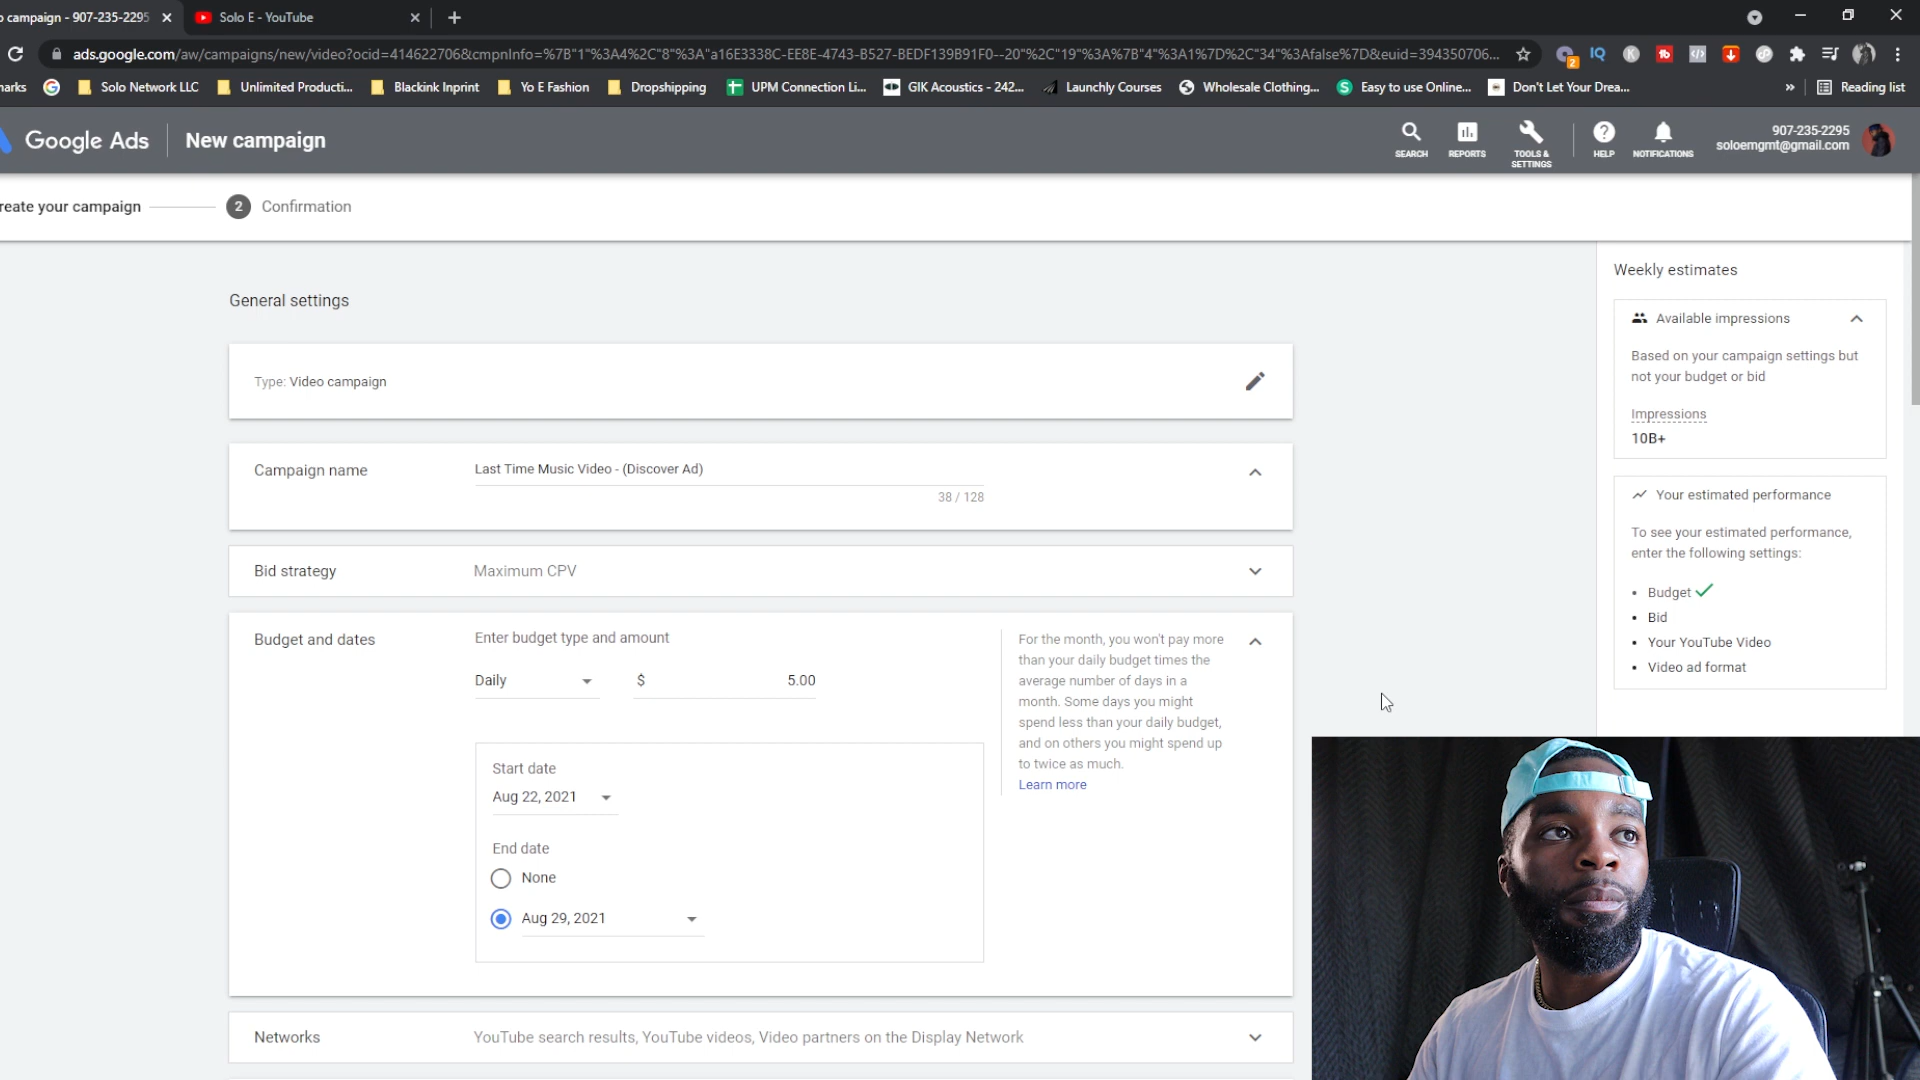 campaign - 907-235-2295
Solo E - YouTube
ads.google.com/aw/campaigns/new/video?ocid=414622706&cmpnInfo=%7B"1"%3A4%2C"8"%3A"a16E3338C-EE8E-4743-B527-BEDF139B91F0--20"%2C"19"%3A%7B"4"%3A1%7D%2C"34"%3Afalse%7D&euid=394350706...
2
IQ
Solo Network LLC
Unlimited Producti...
Blackink Inprint
Yo E Fashion
Dropshipping
UPM Connection Li...
GIK Acoustics - 242...
Launchly Courses
Wholesale Clothing...
Easy to use Online...
Don't Let Your Drea...
»
Reading list
Google Ads
New campaign
SEARCH
REPORTS
TOOLS &
SETTINGS
HELP
NOTIFICATIONS
907-235-2295
soloemgmt@gmail.com
reate your campaign
2 Confirmation
General settings
Type: Video campaign
Campaign name
Last Time Music Video - (Discover Ad)
38 / 128
Bid strategy
Maximum CPV
Budget and dates
Enter budget type and amount
Daily
$ 5.00
Start date
Aug 22, 2021
End date
None
Aug 29, 2021
For the month, you won't pay more
than your daily budget times the
average number of days in a
month. Some days you might
spend less than your daily budget,
and on others you might spend up
to twice as much.
Learn more
Networks
YouTube search results, YouTube videos, Video partners on the Display Network
Weekly estimates
Available impressions
Based on your campaign settings but
not your budget or bid
Impressions
10B+
Your estimated performance
To see your estimated performance,
enter the following settings:
• Budget
• Bid
• Your YouTube Video
• Video ad format